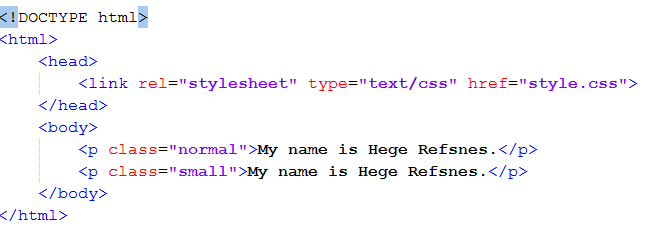 <!DOCTYPE html>
<html>
<head>
<link rel="stylesheet" type="text/css" href="style.css">
</head>
<body>
<p class="normal">My name is Hege Refsnes.</p>
<p class="small">My name is Hege Refsnes.</p>
</body>
</html>